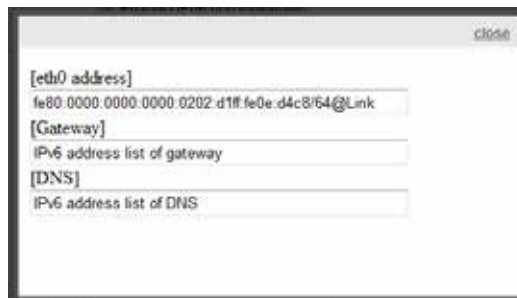 close
[eth0 address]
fe80:0000:0000:0000:0202:d1ff:fe0e:d4c8/64@Link
[Gateway]
IPv6 address list of gateway
[DNS]
IPv6 address list of DNS